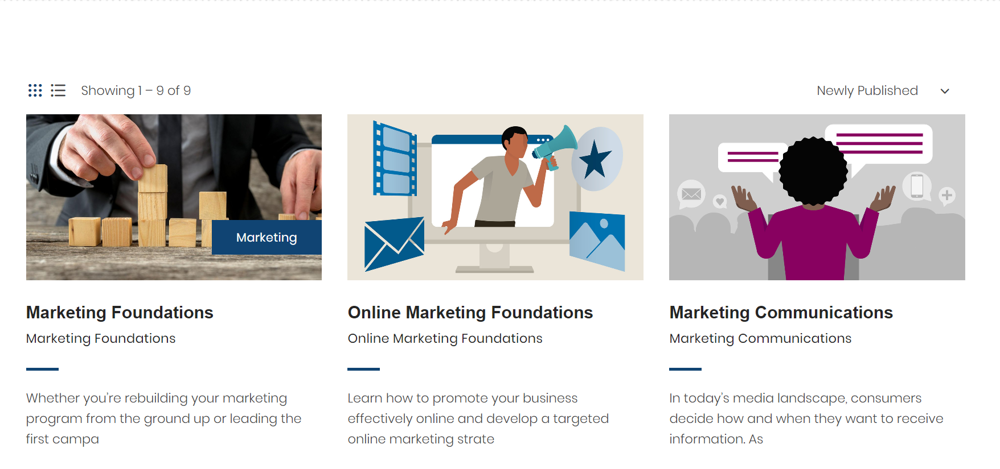 Showing 1 – 9 of 9
Newly Published
Marketing
Marketing Foundations
Marketing Foundations
Whether you’re rebuilding your marketing
program from the ground up or leading the
first campa
Online Marketing Foundations
Online Marketing Foundations
Learn how to promote your business
effectively online and develop a targeted
online marketing strate
Marketing Communications
Marketing Communications
In today’s media landscape, consumers
decide how and when they want to receive
information. As